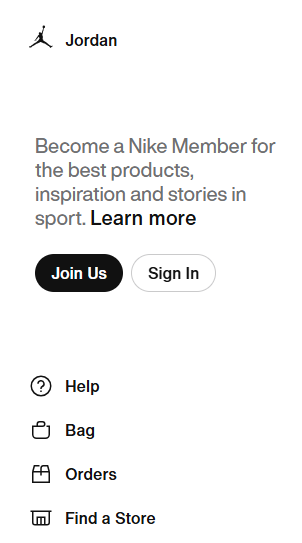 Jordan
Become a Nike Member for
the best products,
inspiration and stories in
sport. Learn more
Join Us Sign In
Help
Bag
Orders
Find a Store